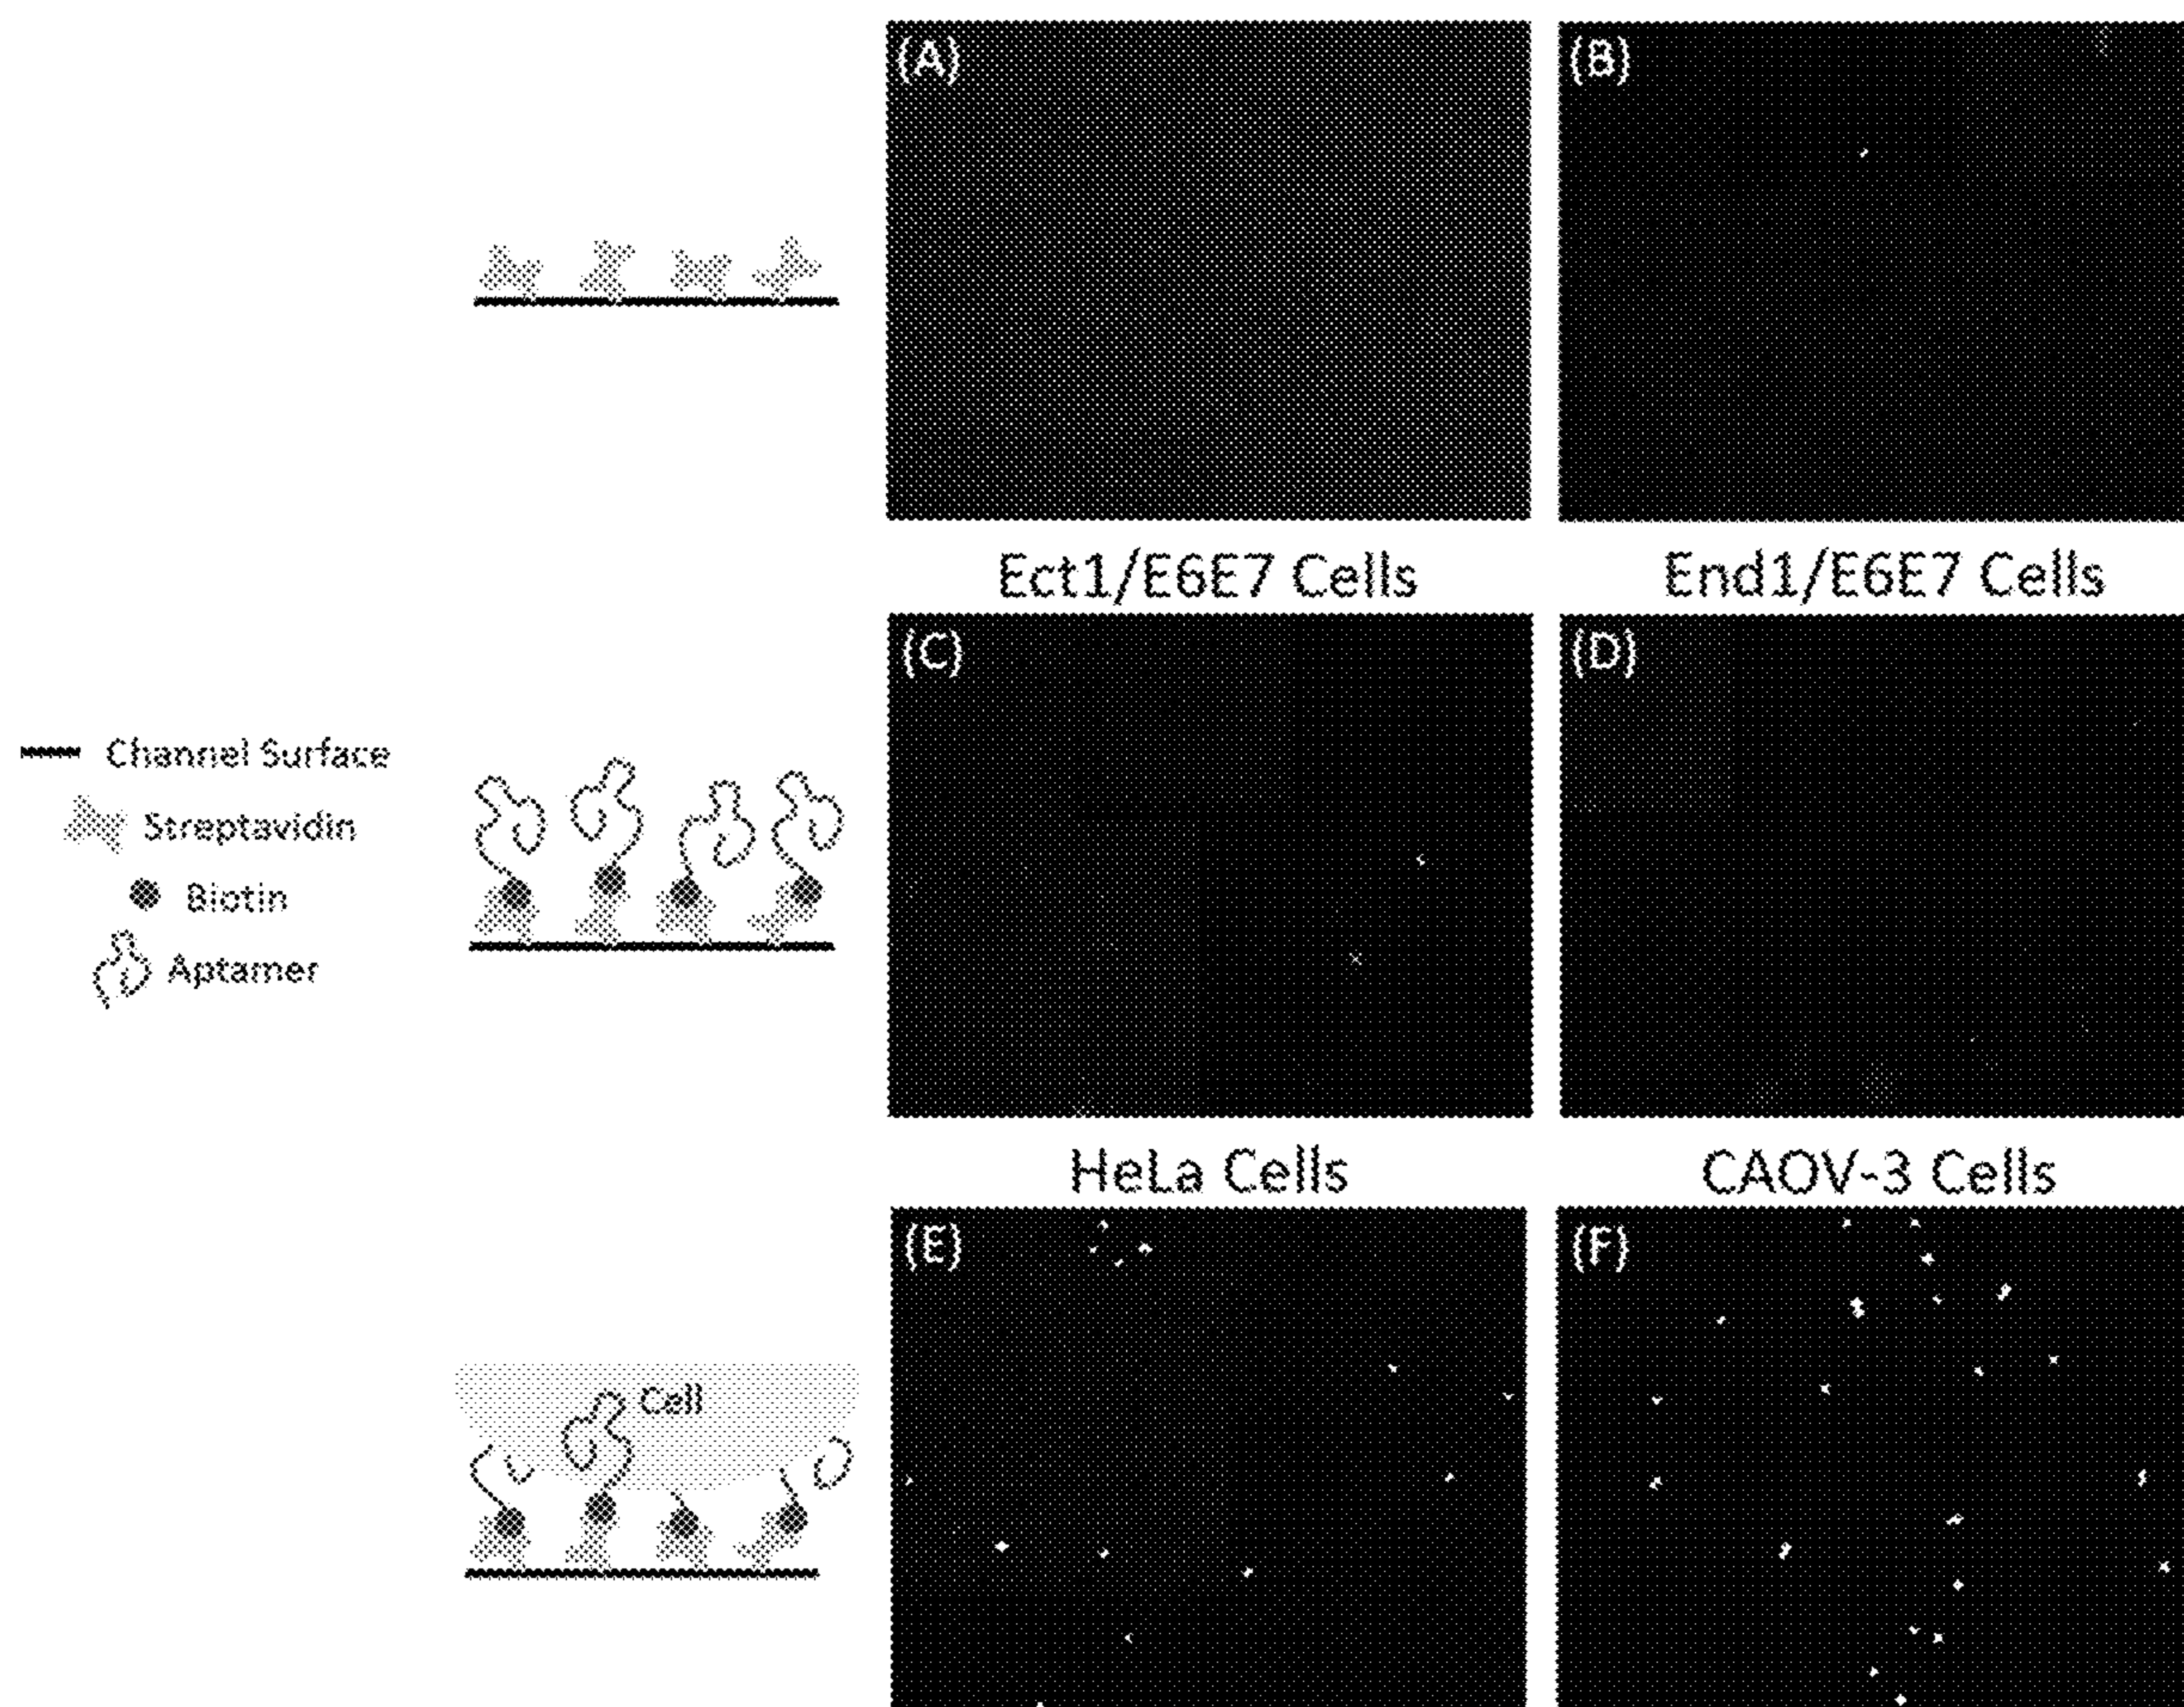 (A)
(B)
Ect1/E6E7 Cells
End1/E6E7 Cells
(C)
(D)
Channel Surface
Streptavidin
Biotin
Aptamer
HeLa Cells
CAOV-3 Cells
(E)
(F)
Cell